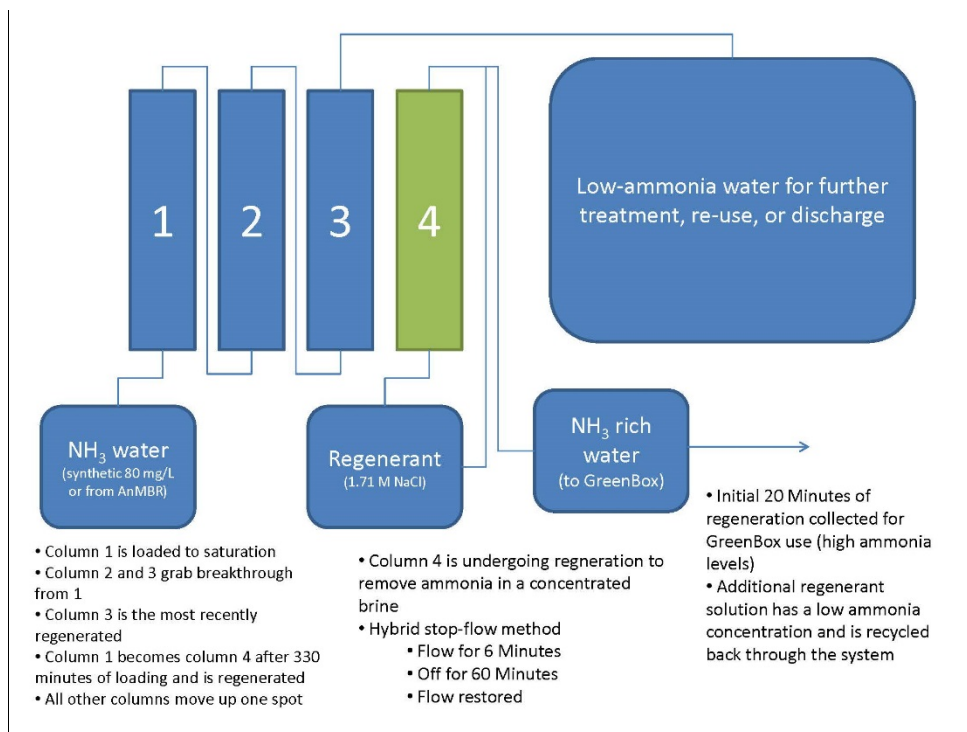 1
2
3
4
Low-ammonia water for further
treatment, re-use, or discharge
NH₃ water
(synthetic 80 mg/L
or from AnMBR)
Regenerant
(1.71 M NaCl)
NH₃ rich
water
(to GreenBox)
• Column 1 is loaded to saturation
• Column 2 and 3 grab breakthrough
from 1
• Column 3 is the most recently
regenerated
• Column 1 becomes column 4 after 330
minutes of loading and is regenerated
• All other columns move up one spot
• Column 4 is undergoing regneration to
remove ammonia in a concentrated
brine
• Hybrid stop-flow method
• Flow for 6 Minutes
• Off for 60 Minutes
• Flow restored
• Initial 20 Minutes of
regeneration collected for
GreenBox use (high ammonia
levels)
• Additional regenerant
solution has a low ammonia
concentration and is recycled
back through the system